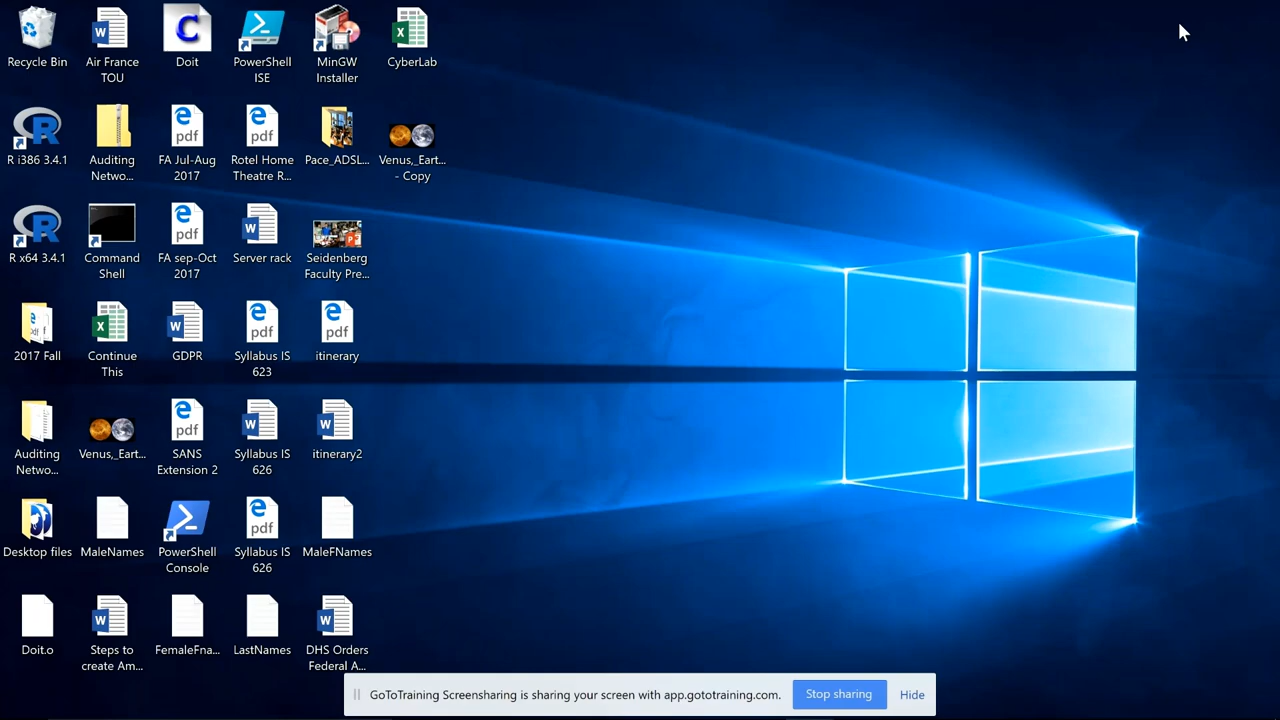 Recycle Bin
Air France
TOU
Doit
PowerShell
ISE
MinGW
Installer
CyberLab
R i386 3.4.1
Auditing
Netwo...
FA Jul-Aug
2017
Rotel Home
Theatre R...
Pace_ADSL...
Venus,_Eart...
- Copy
R x64 3.4.1
Command
Shell
FA sep-Oct
2017
Server rack
Seidenberg
Faculty Pre...
2017 Fall
Continue
This
GDPR
Syllabus IS
623
itinerary
Auditing
Netwo...
Venus,_Eart...
SANS
Extension 2
Syllabus IS
626
itinerary2
Desktop files
MaleNames
PowerShell
Console
Syllabus IS
626
MaleFNames
Doit.o
Steps to
create Am...
FemaleFna...
LastNames
DHS Orders
Federal A...
GoToTraining Screensharing is sharing your screen with app.gototraining.com.
Stop sharing
Hide